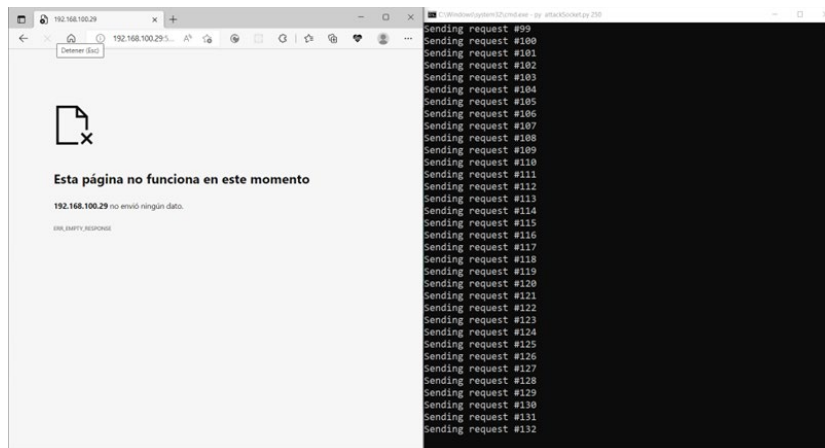 192.168.100.29
192.168.100.29:5...
Detener (Esc)
Esta página no funciona en este momento
192.168.100.29 no envió ningún dato.
ERR_EMPTY_RESPONSE
C:\Windows\system32\cmd.exe - py attackSocket.py 250
Sending request #99
Sending request #100
Sending request #101
Sending request #102
Sending request #103
Sending request #104
Sending request #105
Sending request #106
Sending request #107
Sending request #108
Sending request #109
Sending request #110
Sending request #111
Sending request #112
Sending request #113
Sending request #114
Sending request #115
Sending request #116
Sending request #117
Sending request #118
Sending request #119
Sending request #120
Sending request #121
Sending request #122
Sending request #123
Sending request #124
Sending request #125
Sending request #126
Sending request #127
Sending request #128
Sending request #129
Sending request #130
Sending request #131
Sending request #132